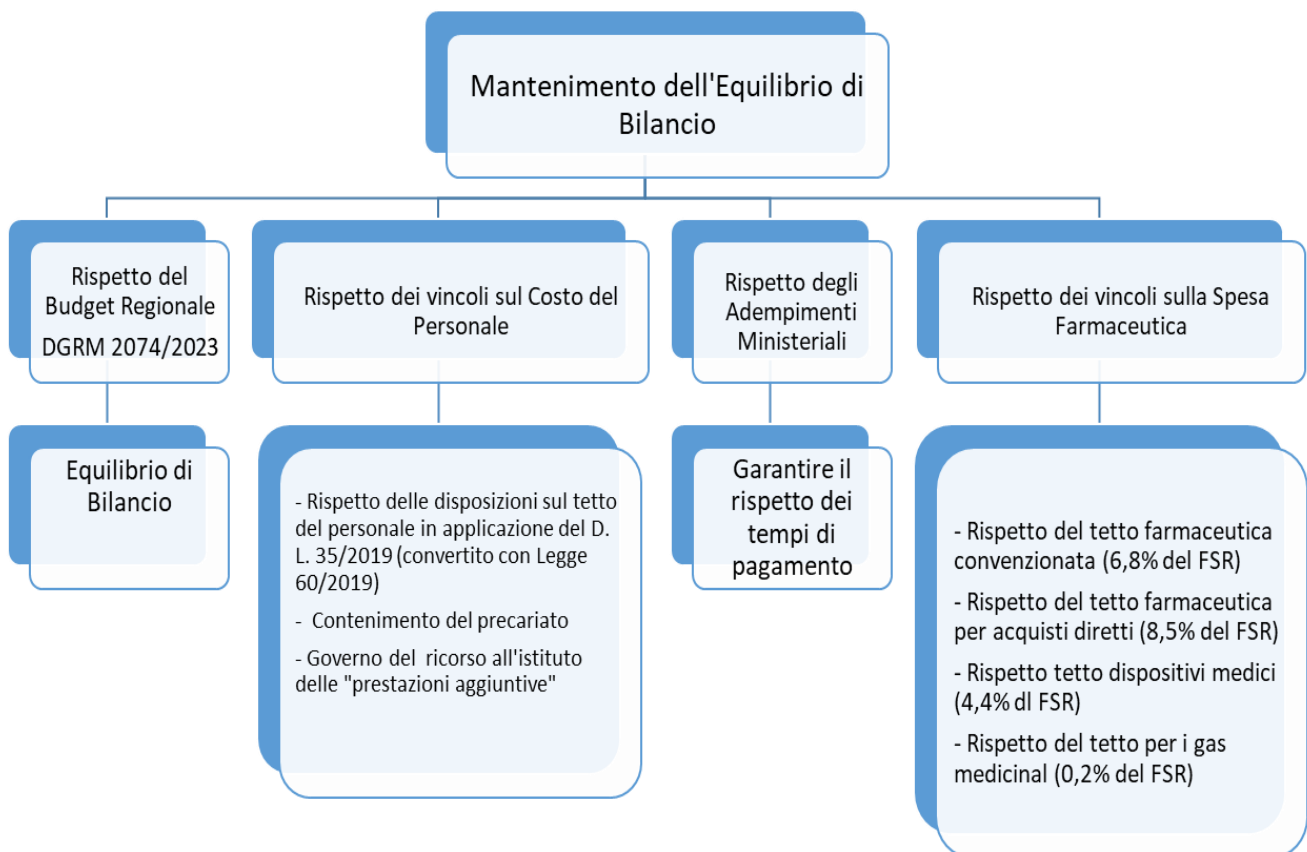 Mantenimento dell'Equilibrio di
Bilancio
Rispetto del
Budget Regionale
DGRM 2074/2023
Rispetto dei vincoli sul Costo del
Personale
Rispetto degli
Adempimenti
Ministeriali
Rispetto dei vincoli sulla Spesa
Farmaceutica
Equilibrio di
Bilancio
- Rispetto delle disposizioni sul tetto
del personale in applicazione del D.
L. 35/2019 (convertito con Legge
60/2019)
- Contenimento del precariato
- Governo del ricorso all'istituto
delle "prestazioni aggiuntive"
Garantire il
rispetto dei
tempi di
pagamento
- Rispetto del tetto farmaceutica
convenzionata (6,8% del FSR)
- Rispetto del tetto farmaceutica
per acquisti diretti (8,5% del FSR)
- Rispetto tetto dispositivi medici
(4,4% dl FSR)
- Rispetto del tetto per i gas
medicinal (0,2% del FSR)